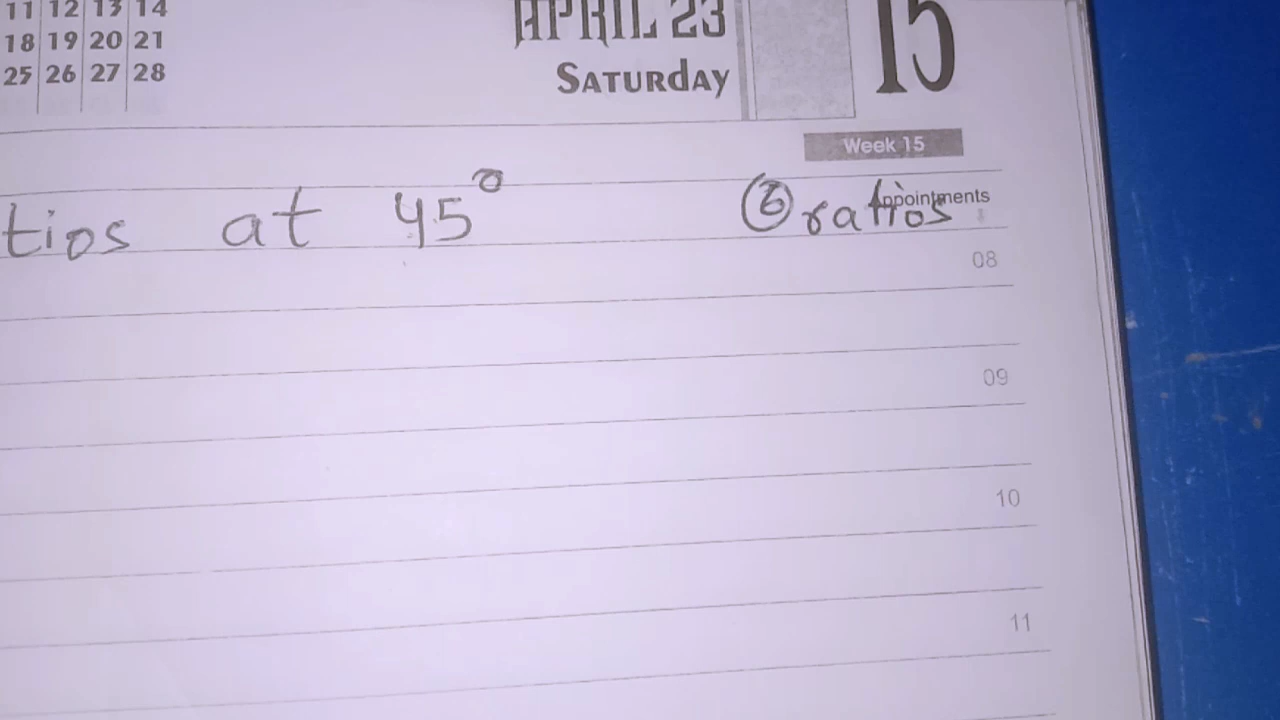 11 12 13 14
18 19 20 21
25 26 27 28
APRIL 23
SATURdAY
15
Week 15
Appointments
tios at 45° ⑥ ratios
08
09
10
11